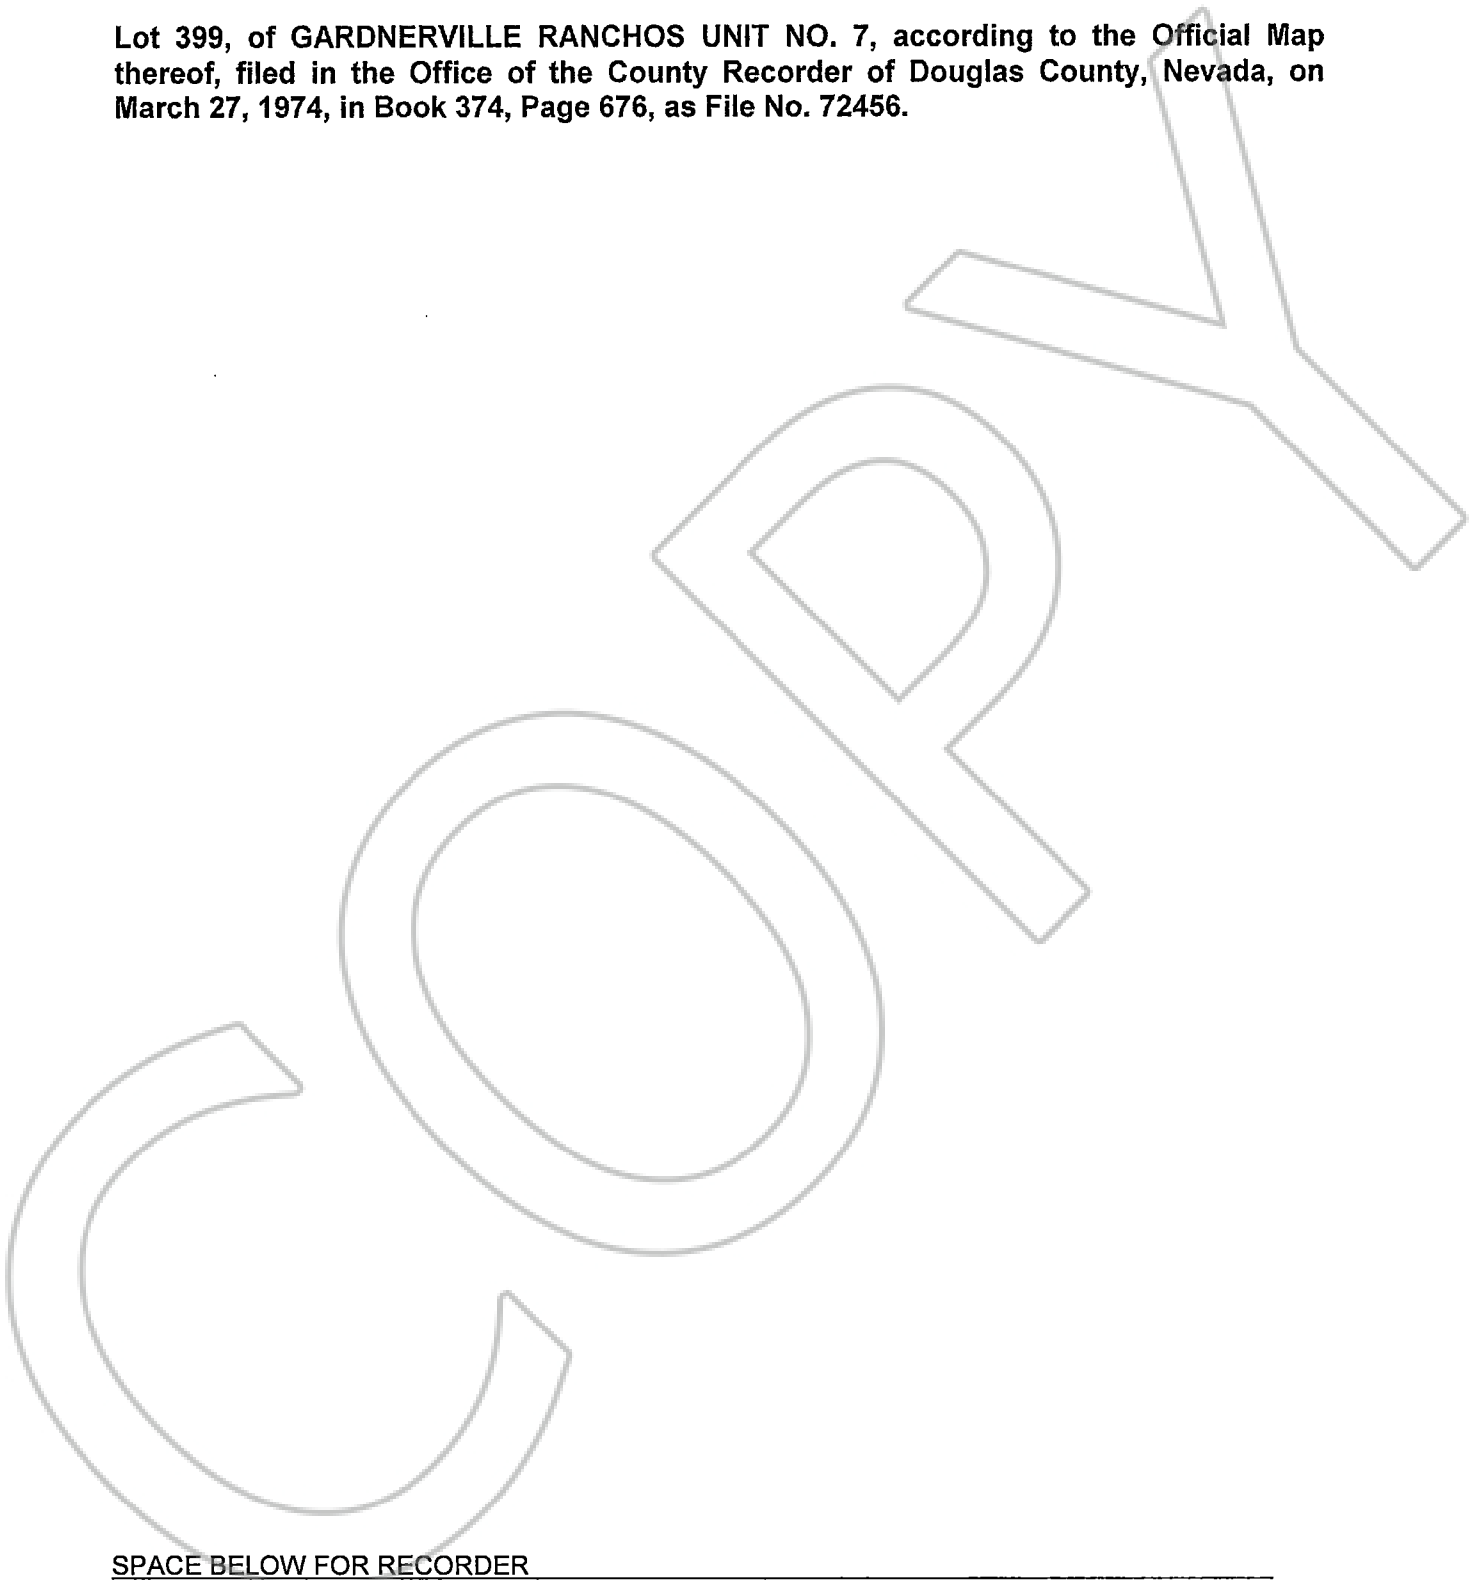 Lot 399, of GARDNERVILLE RANCHOS UNIT NO. 7, according to the Official Map
thereof, filed in the Office of the County Recorder of Douglas County, Nevada, on
March 27, 1974, in Book 374, Page 676, as File No. 72456.
COPY
SPACE BELOW FOR RECORDER